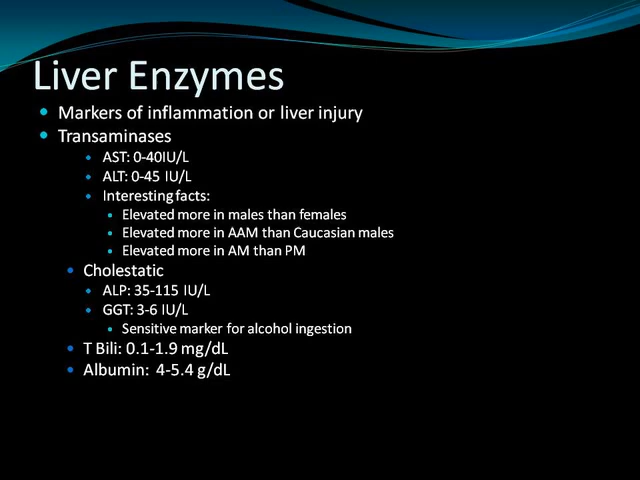 Liver Enzymes
Markers of inflammation or liver injury
Transaminases
AST: 0-40IU/L
ALT: 0-45 IU/L
Interesting facts:
Elevated more in males than females
Elevated more in AAM than Caucasian males
Elevated more in AM than PM
Cholestatic
ALP: 35-115 IU/L
GGT: 3-6 IU/L
Sensitive marker for alcohol ingestion
T Bili: 0.1-1.9 mg/dL
Albumin: 4-5.4 g/dL